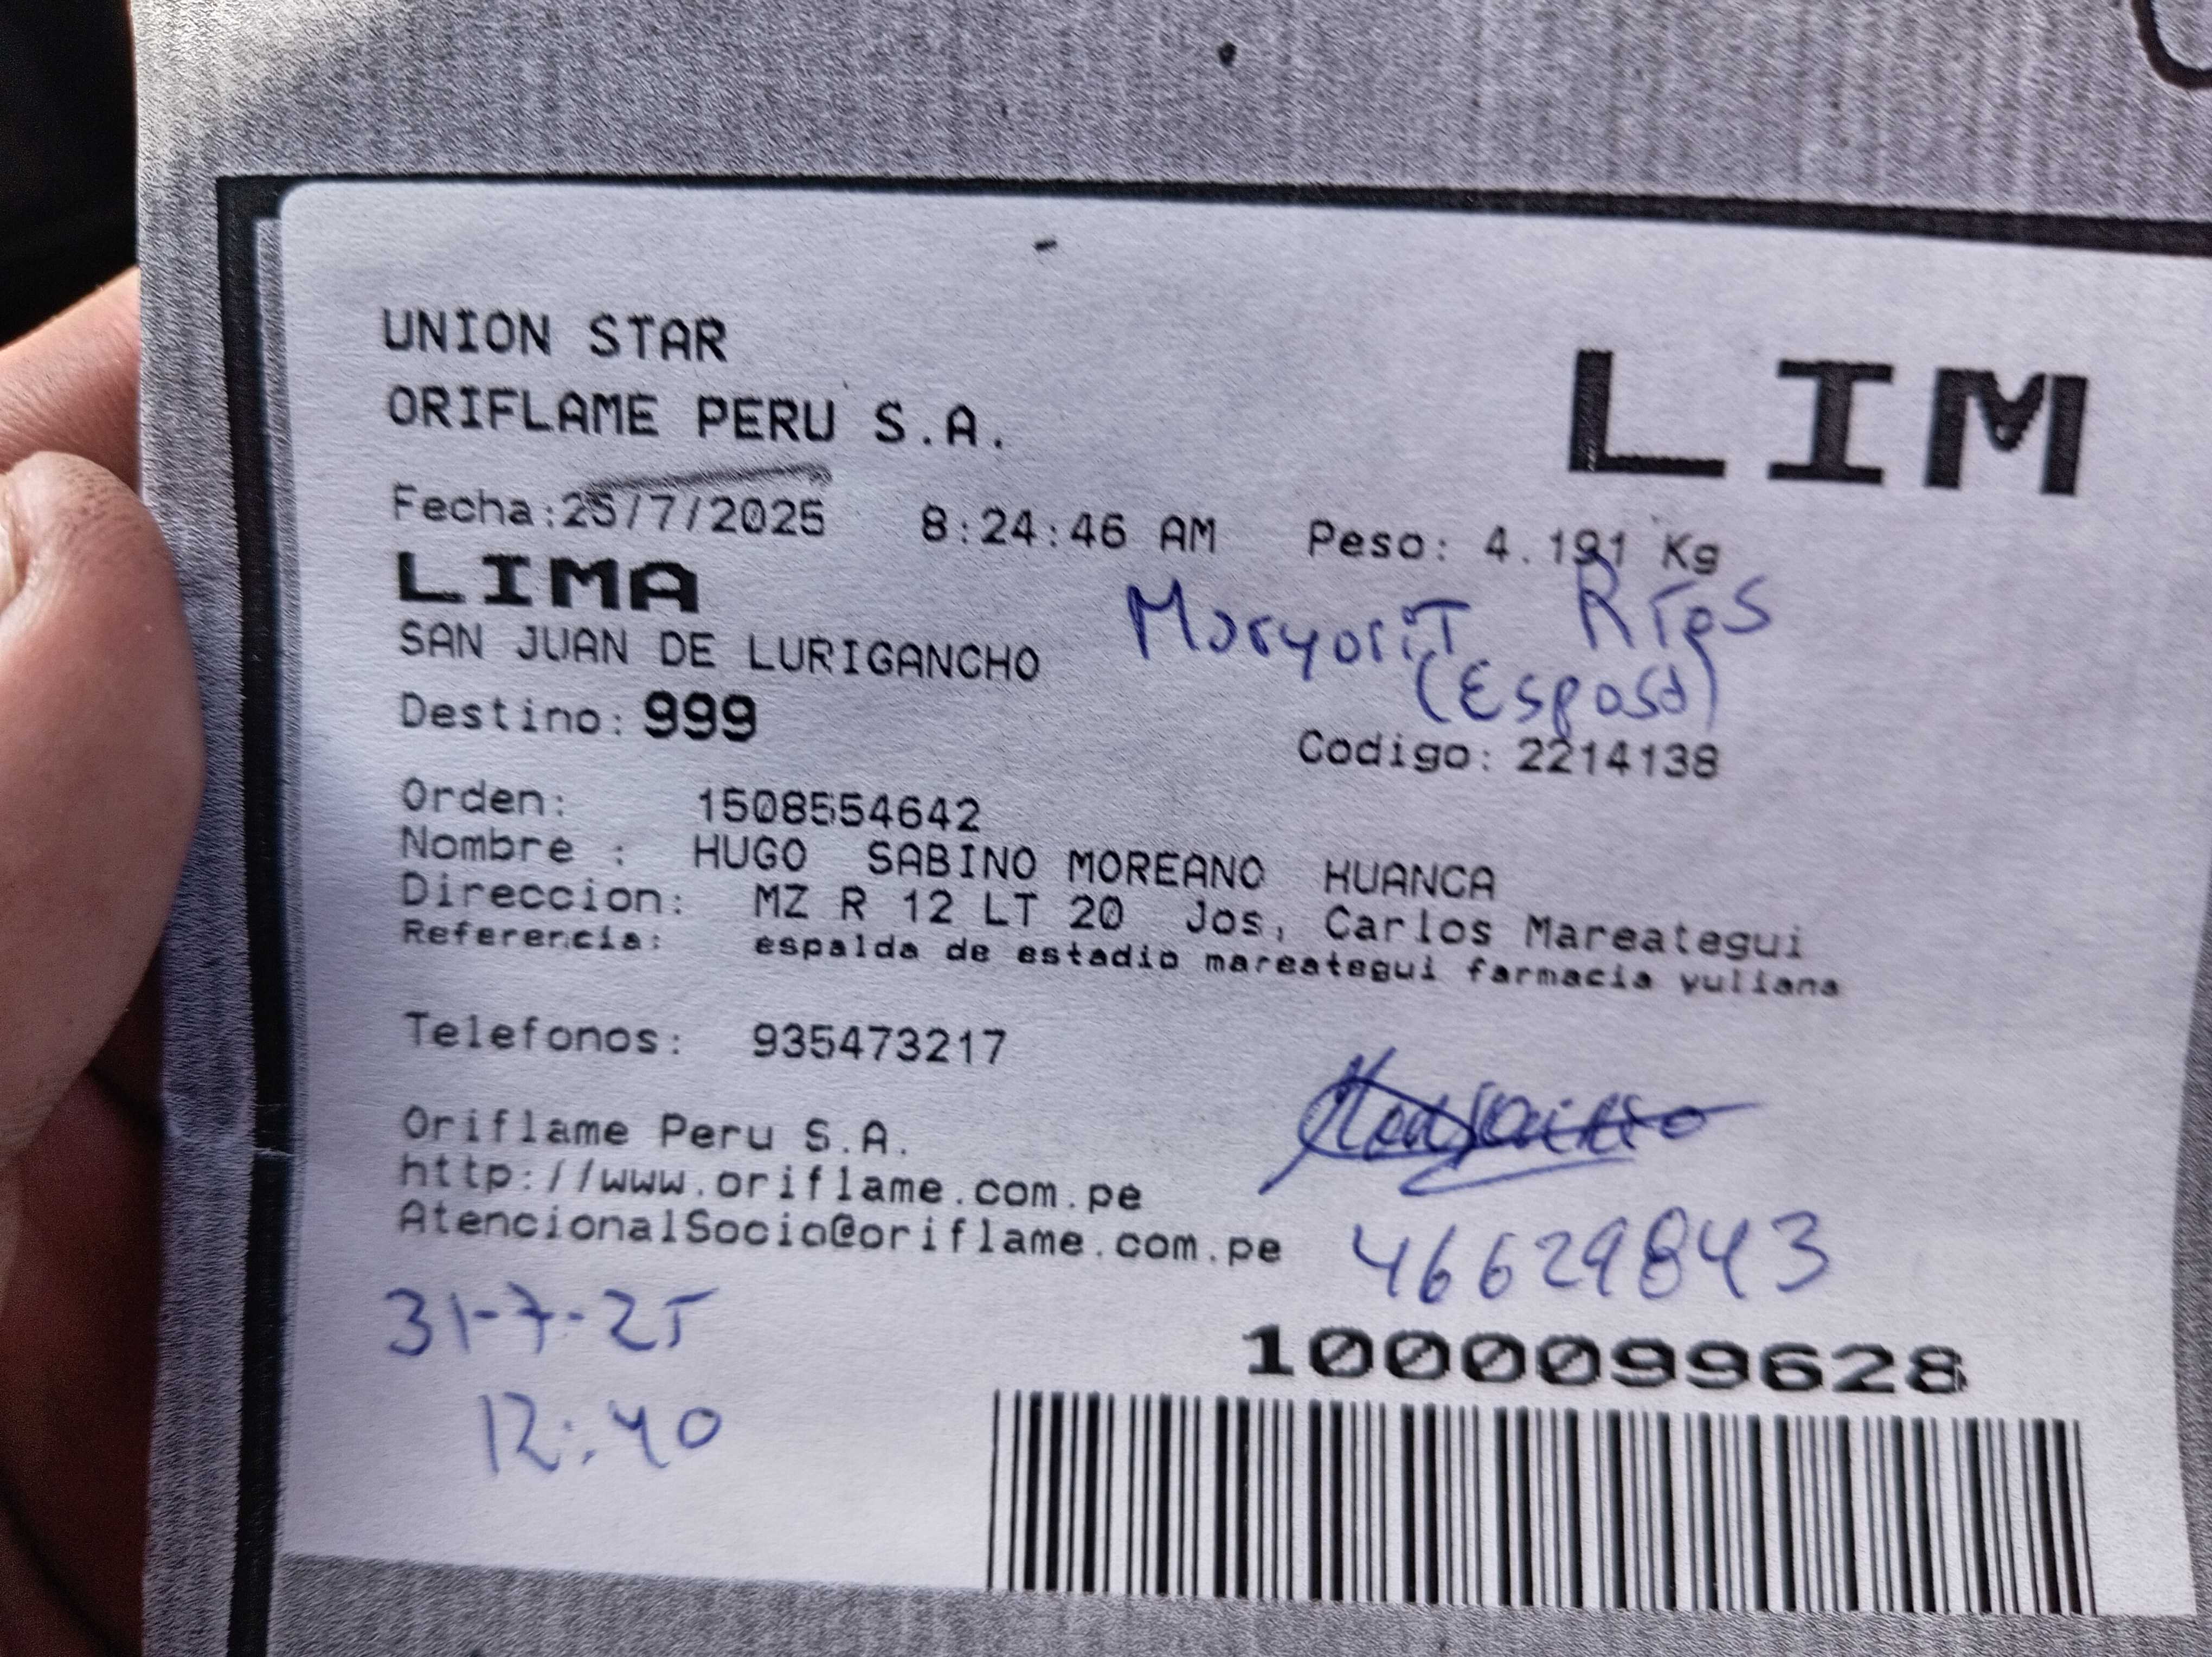 UNION STAR
ORIFLAME PERU S.A.
LIM
Fecha:25/7/2025 8:24:46 AM Peso: 4.191 Kg
LIMA
SAN JUAN DE LURIGANCHO
MoryoriT
(Esposa)
Destino: 999
Codigo: 2214138
Orden: 1508554642
Nombre : HUGO SABINO MOREANO HUANCA
Direccion: MZ R 12 LT 20 Jos, Carlos Mareategui
Referencia: espalda de estadio mareategui farmacia yuliana
Telefonos: 935473217
Oriflame Peru S.A.
http://www.oriflame.com.pe
AtencionalSocio@oriflame.com.pe
46629843
31-7-25
12:40
1000099628